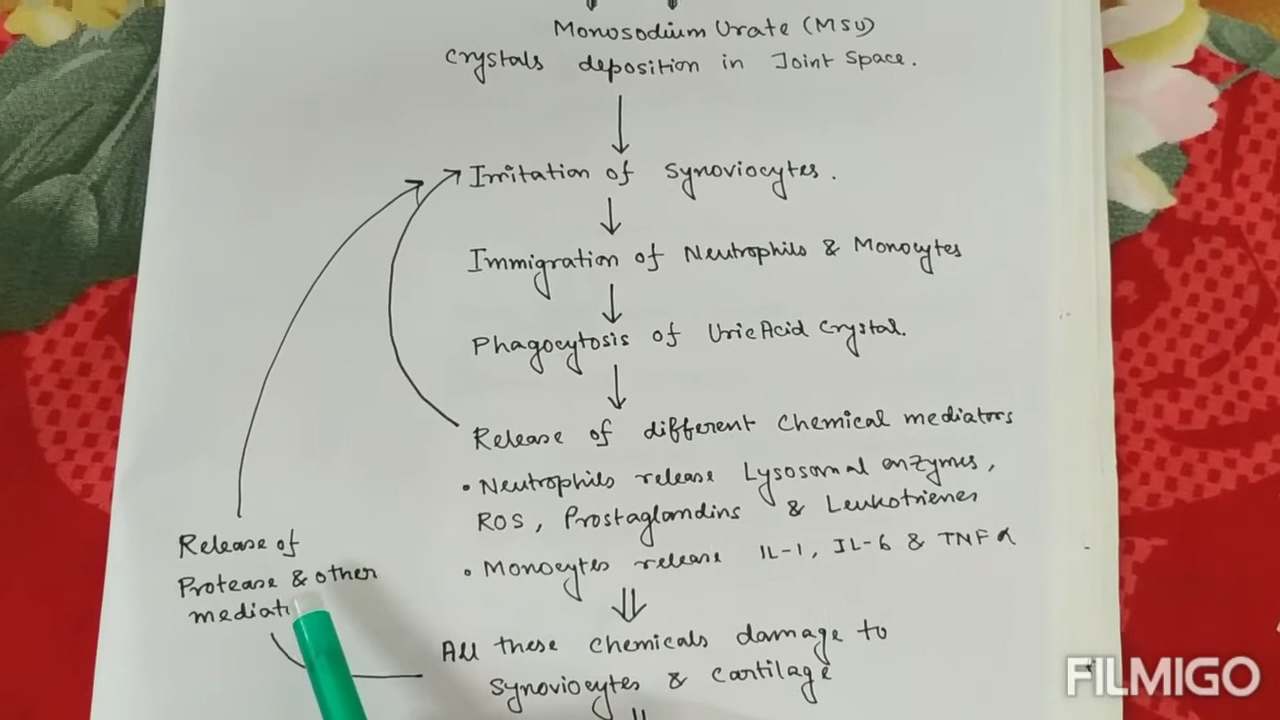 Monosodium Urate (MSU)
crystals deposition in Joint Space.
Irritation of Synoviocytes.
Immigration of Neutrophils & Monocytes
Phagocytosis of Uric Acid Crystal.
Release of different Chemical mediators
• Neutrophils release Lysosomal enzymes,
ROS, Prostaglandins & Leukotrienes
• Monocytes release IL-1, IL-6 & TNF α
All these chemicals damage to
synoviocytes & cartilage
Release of
Protease & other
FILMIGO